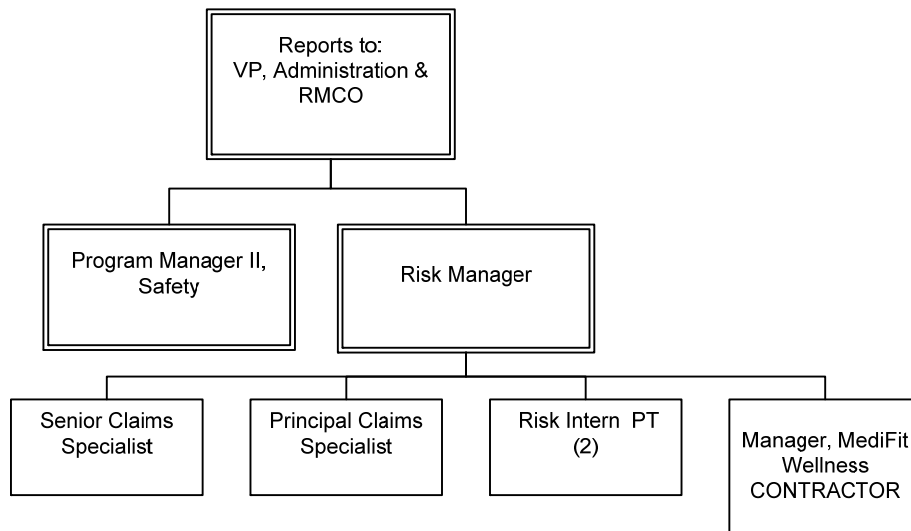 Reports to:
VP, Administration &
RMCO
Program Manager II,
Safety
Risk Manager
Senior Claims
Specialist
Principal Claims
Specialist
Risk Intern PT
(2)
Manager, MediFit
Wellness
CONTRACTOR